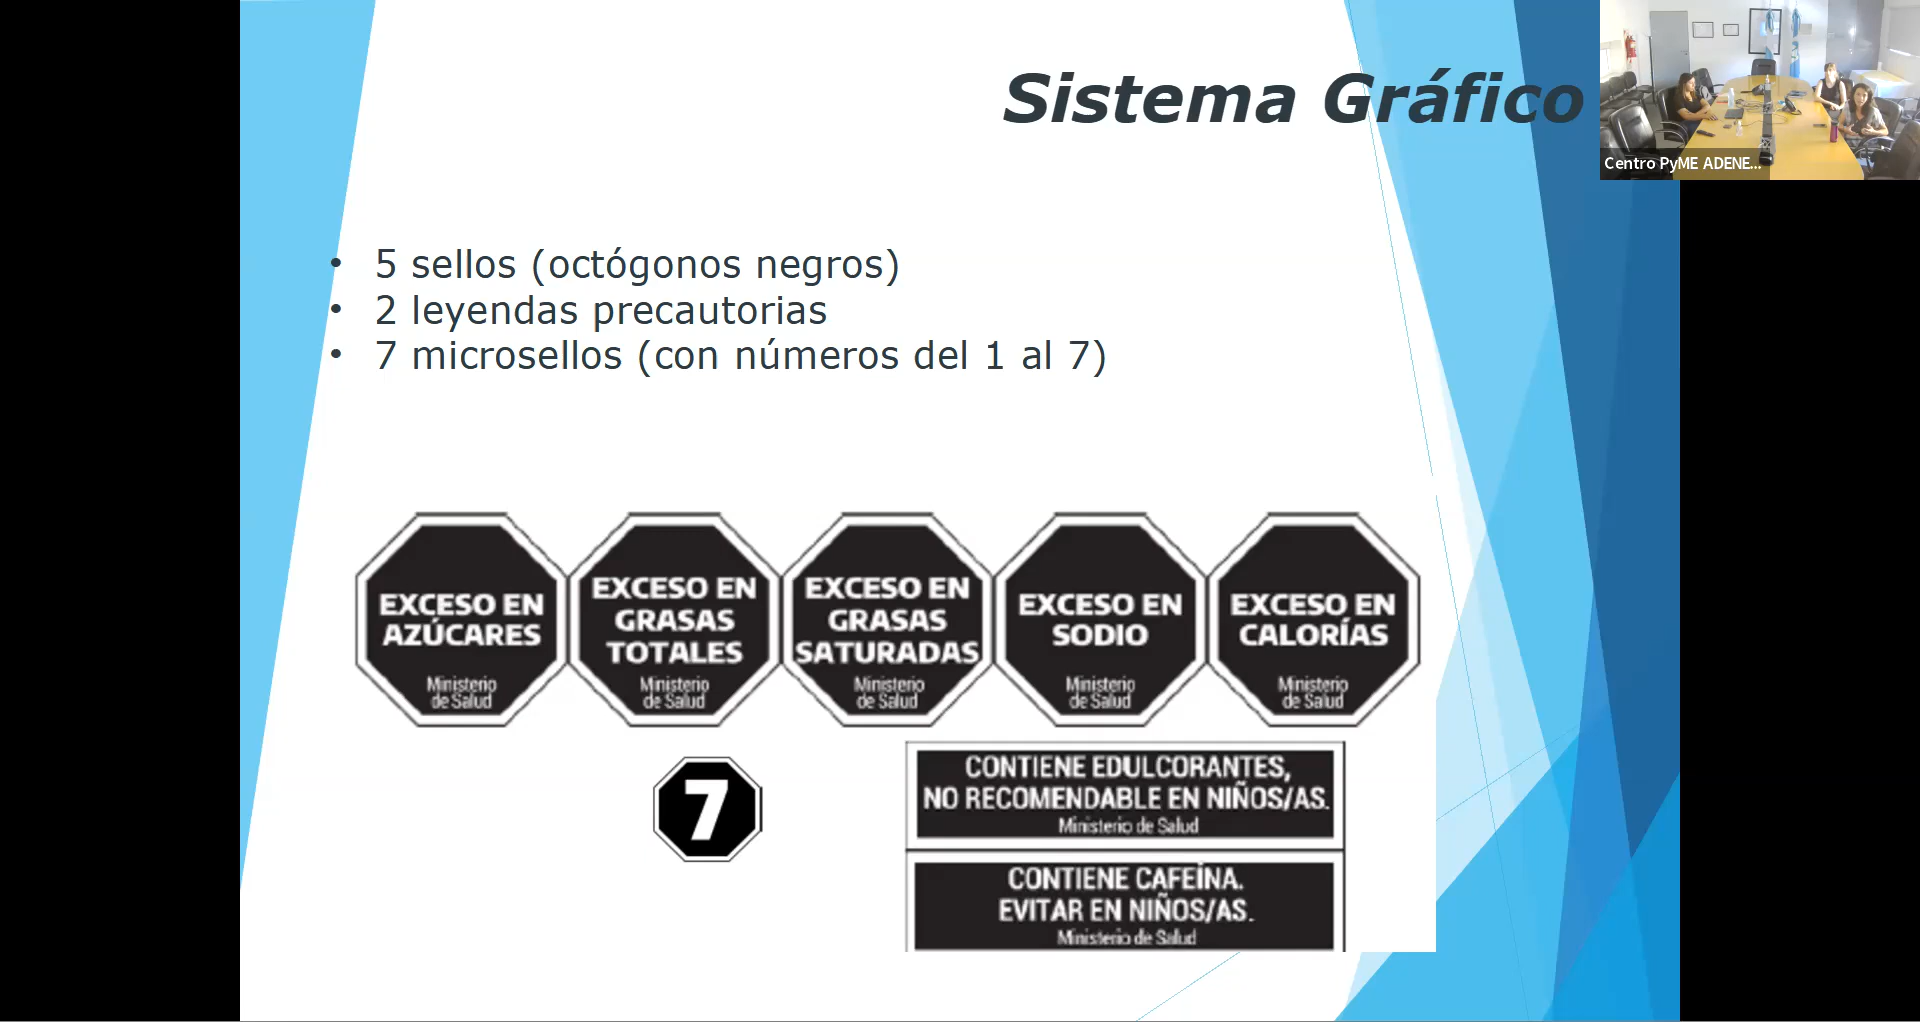 Sistema Gráfico
Centro PyME ADENE...
• 5 sellos (octógonos negros)
• 2 leyendas precautorias
• 7 microsellos (con números del 1 al 7)
EXCESO EN
AZÚCARES
Ministerio
de Salud
EXCESO EN
GRASAS
TOTALES
Ministerio
de Salud
EXCESO EN
GRASAS
SATURADAS
Ministerio
de Salud
EXCESO EN
SODIO
Ministerio
de Salud
EXCESO EN
CALORÍAS
Ministerio
de Salud
7
CONTIENE EDULCORANTES,
NO RECOMENDABLE EN NIÑOS/AS.
Ministerio de Salud
CONTIENE CAFEÍNA.
EVITAR EN NIÑOS/AS.
Ministerio de Salud